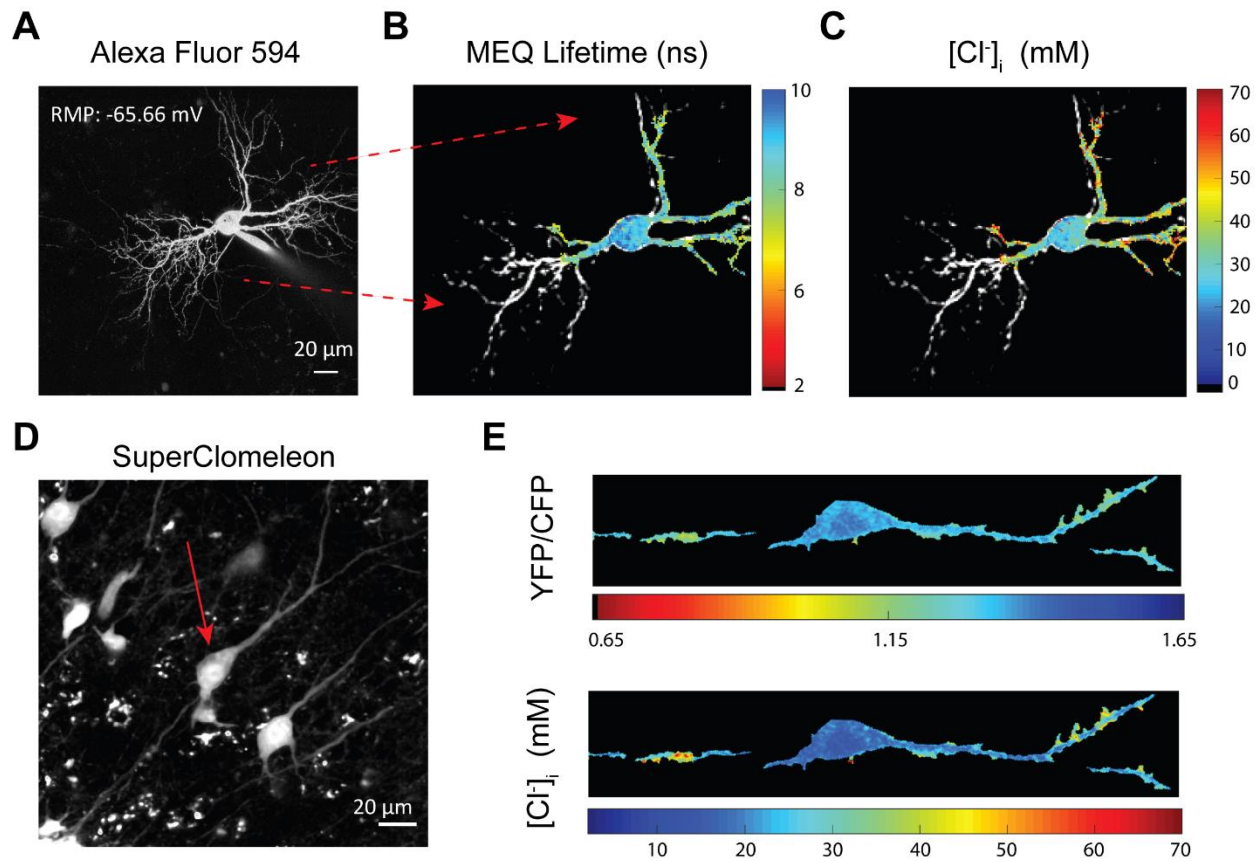 A
Alexa Fluor 594
RMP: -65.66 mV
20 µm
B
MEQ Lifetime (ns)
10
8
6
4
2
C
[Cl-]i (mM)
70
60
50
40
30
20
10
0
D
SuperClomeleon
20 µm
E
YFP/CFP
0.65
1.15
1.65
[Cl-]i (mM)
10
20
30
40
50
60
70